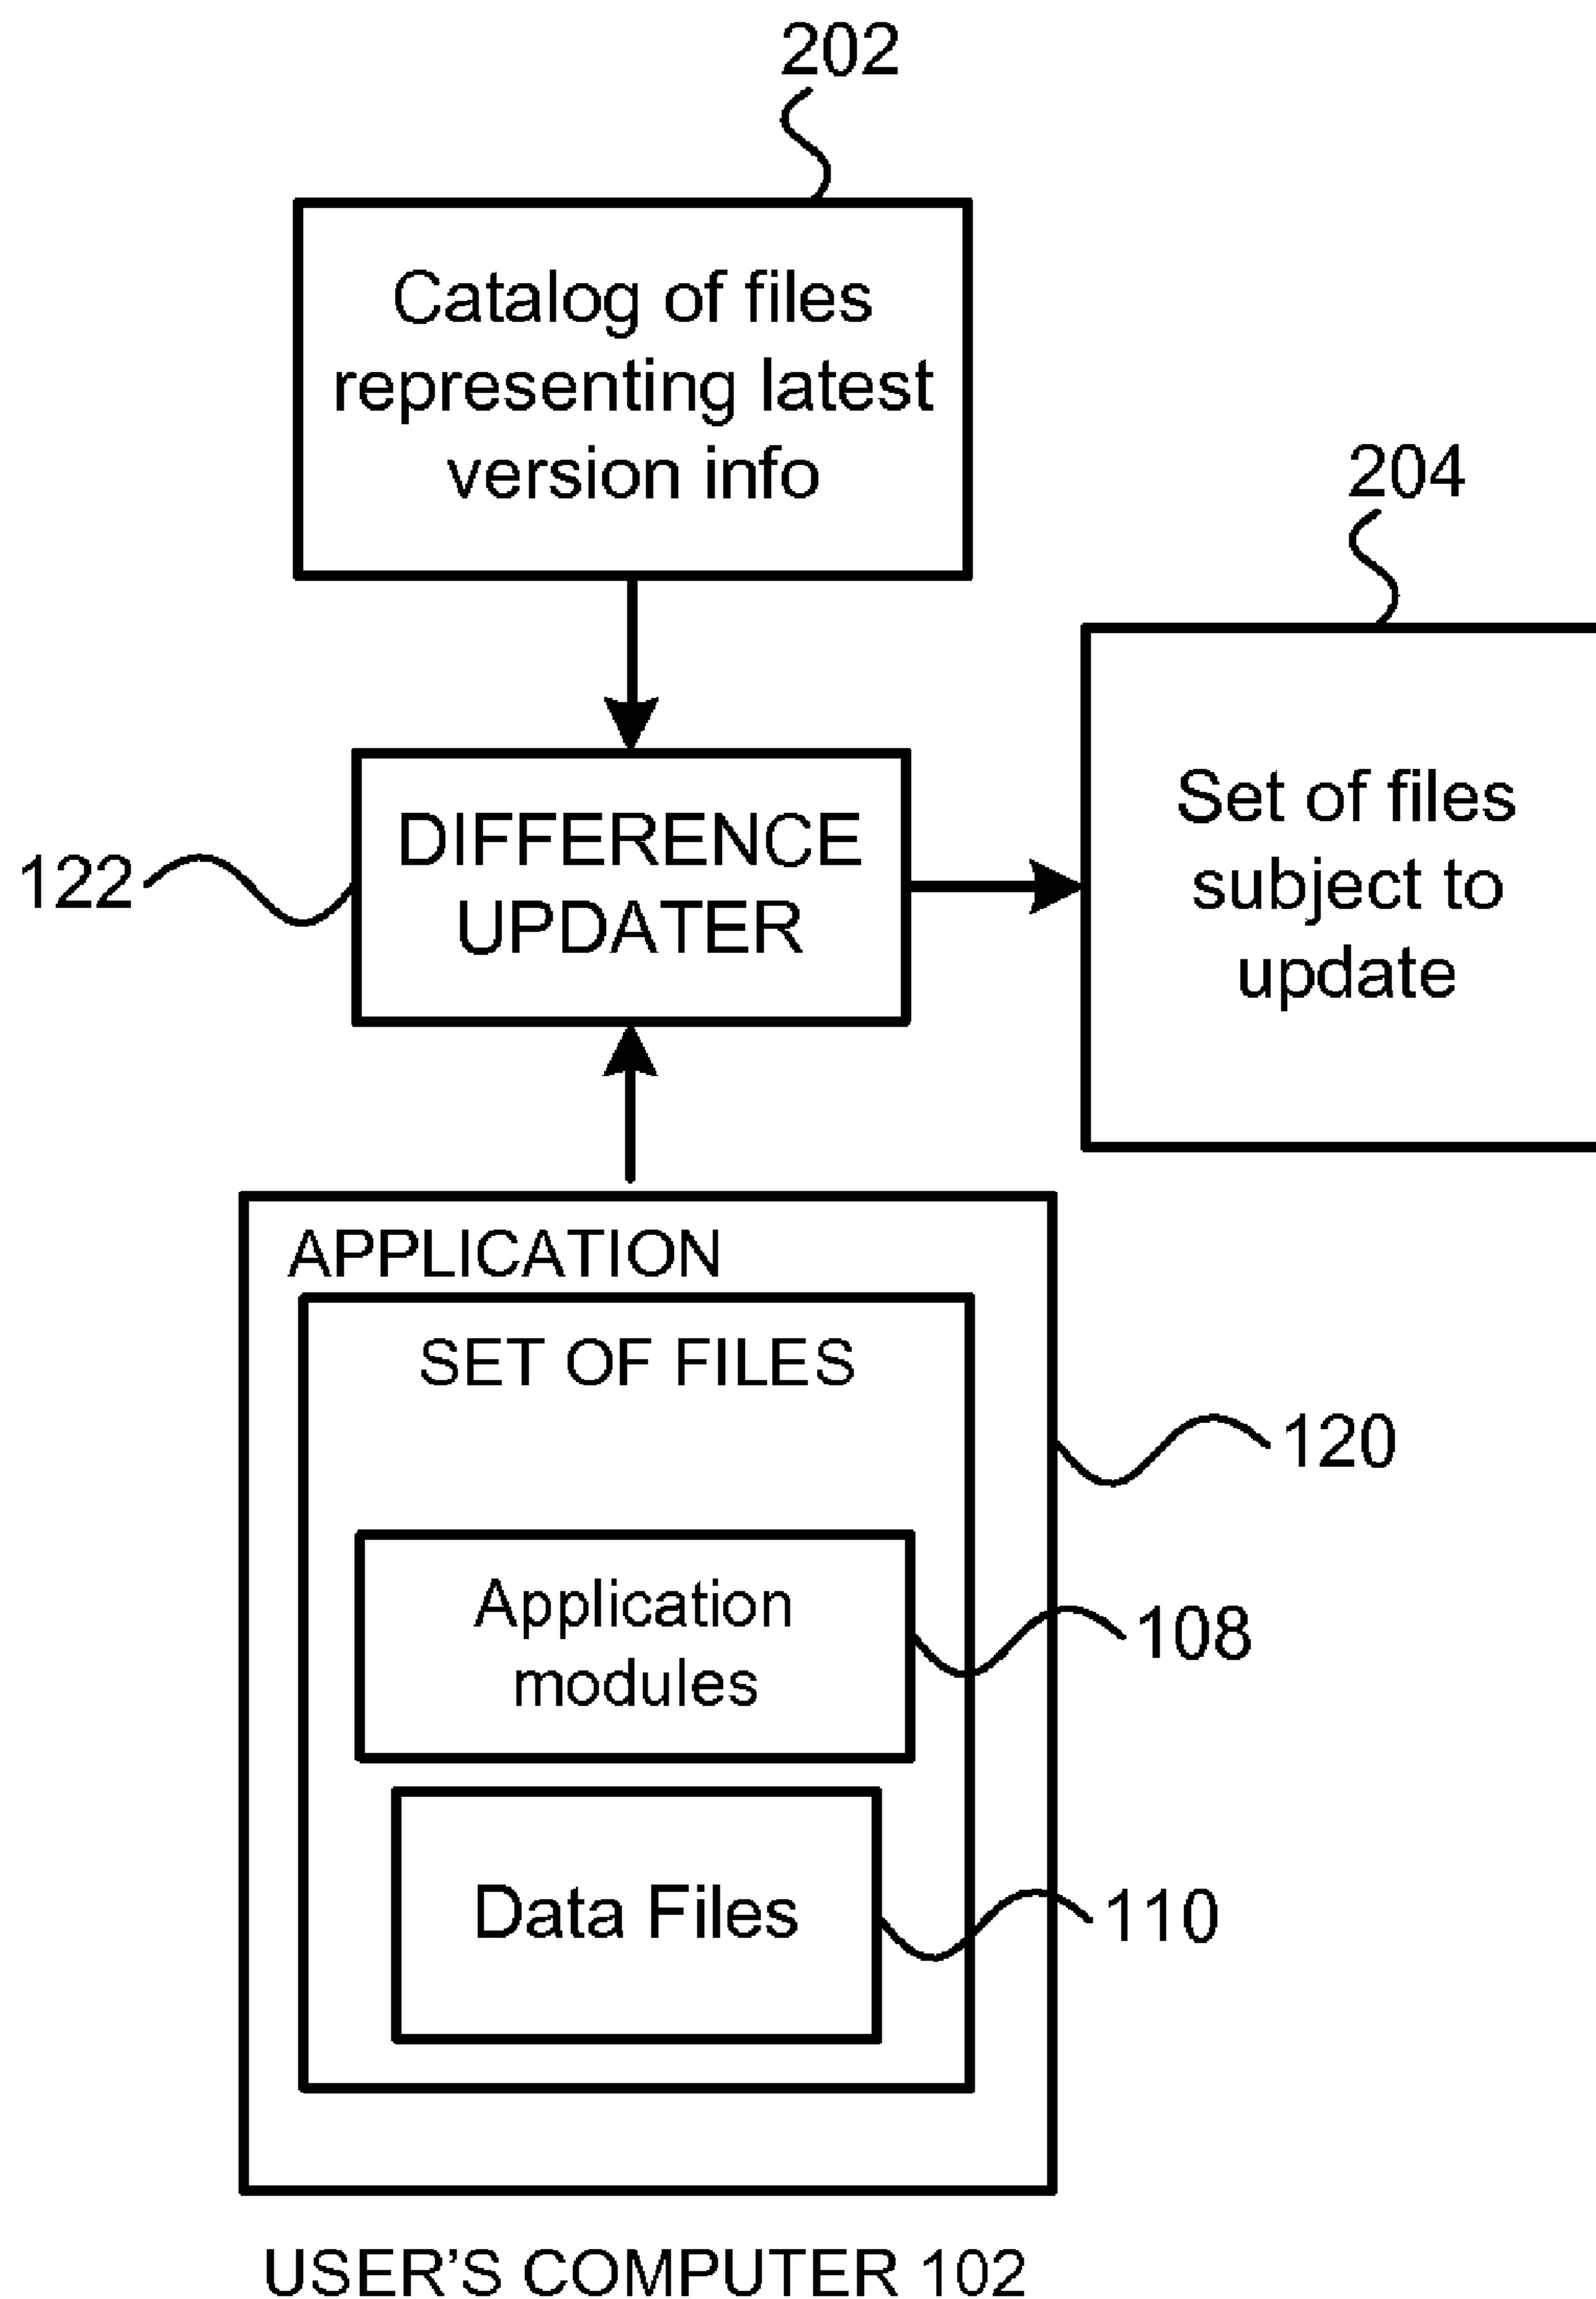 202
Catalog of files
representing latest
version info
204
122
DIFFERENCE
UPDATER
Set of files
subject to
update
APPLICATION
SET OF FILES
120
Application
modules
108
Data Files
110
USER’S COMPUTER 102